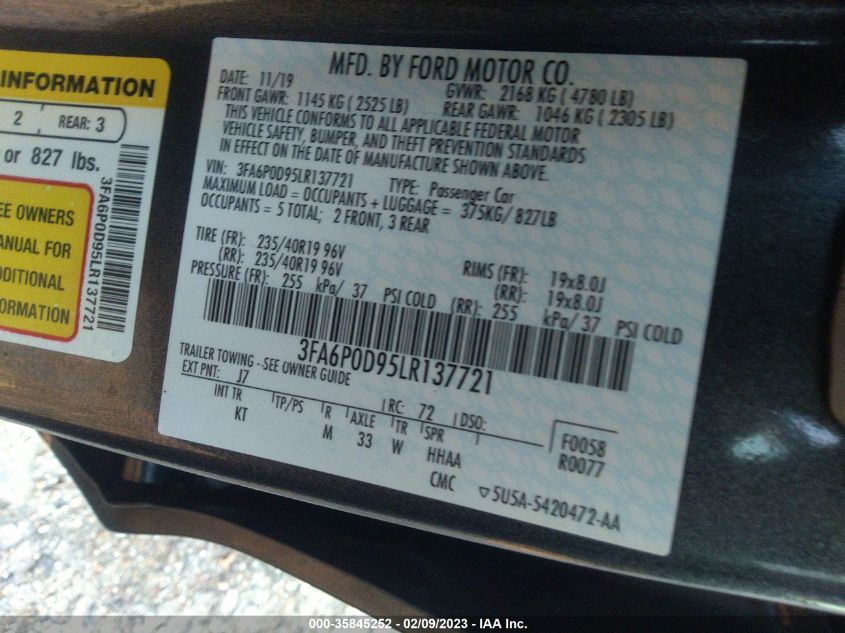 INFORMATION
2 REAR: 3
or 827 lbs.
EE OWNERS
ANUAL FOR
DDITIONAL
FORMATION
3FA6P0D95LR137721
MFD. BY FORD MOTOR CO.
DATE: 11/19 GVWR: 2168 KG ( 4780 LB)
FRONT GAWR: 1145 KG ( 2525 LB) REAR GAWR: 1046 KG ( 2305 LB)
THIS VEHICLE CONFORMS TO ALL APPLICABLE FEDERAL MOTOR
VEHICLE SAFETY, BUMPER, AND THEFT PREVENTION STANDARDS
IN EFFECT ON THE DATE OF MANUFACTURE SHOWN ABOVE.
VIN: 3FA6P0D95LR137721 TYPE: Passenger Car
MAXIMUM LOAD = OCCUPANTS + LUGGAGE = 375KG/ 827LB
OCCUPANTS = 5 TOTAL; 2 FRONT, 3 REAR
TIRE (FR): 235/40R19 96V RIMS (FR): 19x8.0J
(RR): 235/40R19 96V (RR): 19x8.0J
PRESSURE (FR): 255 kPa/ 37 PSI COLD (RR): 255 kPa/ 37 PSI COLD
3FA6P0D95LR137721
TRAILER TOWING - SEE OWNER GUIDE
EXT PNT: J7 RC: 72 DSO:
INT TR TP/PS R AXLE TR SPR F0058
KT M 33 W HHAA R0077
CMC 5U5A-5420472-AA
000-35845252 - 02/09/2023 - IAA Inc.